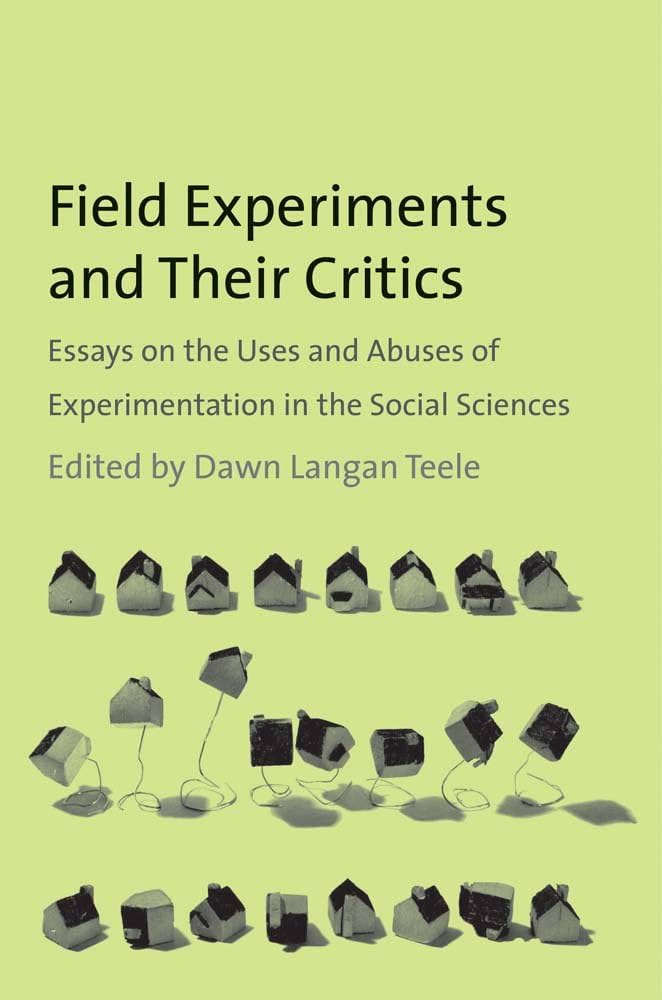 Field Experiments
and Their Critics
Essays on the Uses and Abuses of
Experimentation in the Social Sciences
Edited by Dawn Langan Teele